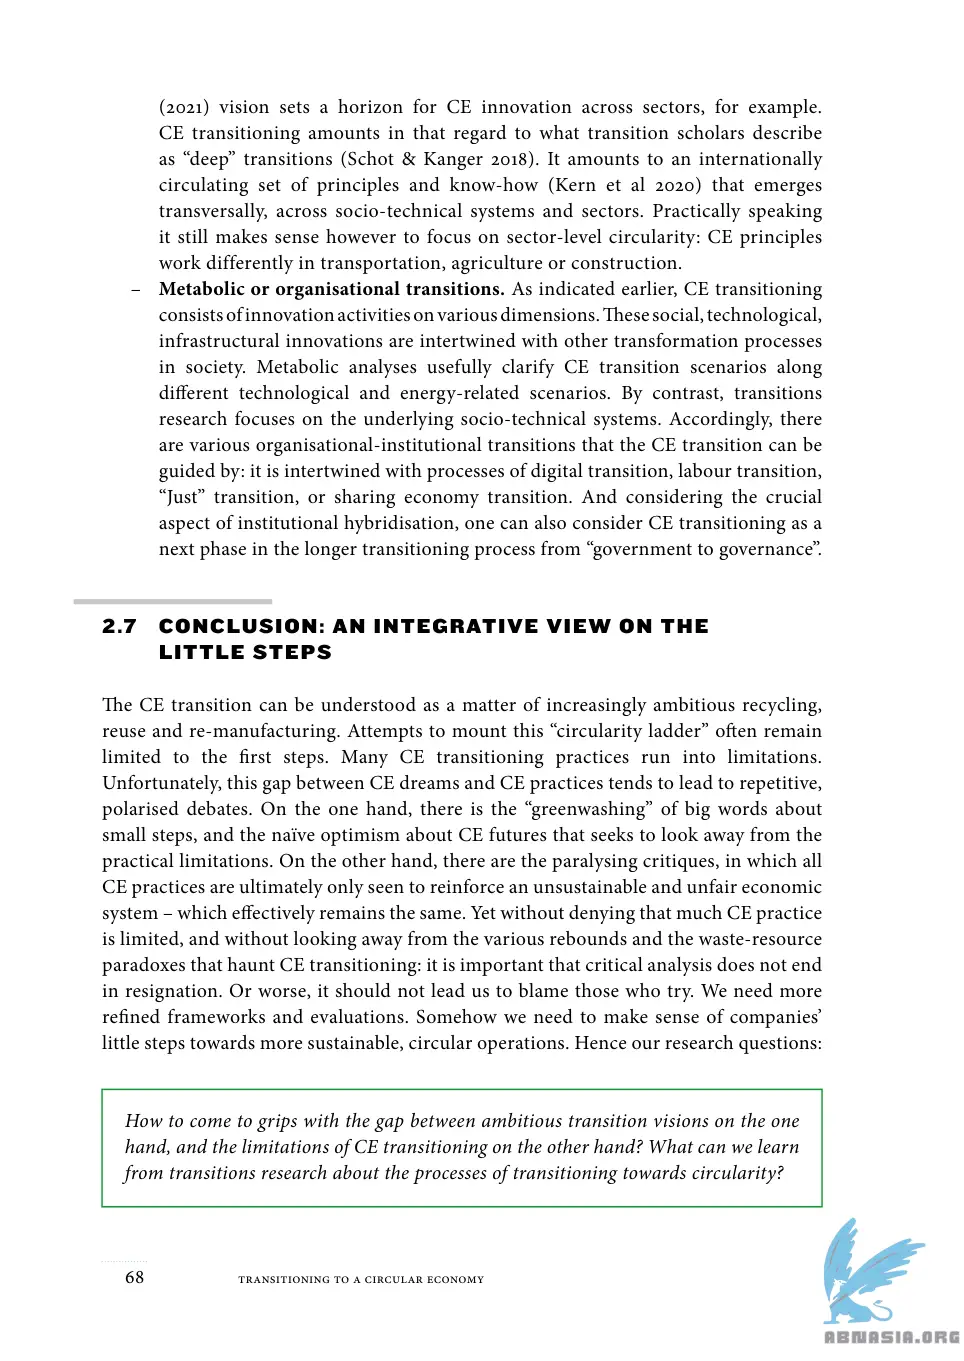 (2021) vision sets a horizon for CE innovation across sectors, for example.
CE transitioning amounts in that regard to what transition scholars describe
as “deep” transitions (Schot & Kanger 2018). It amounts to an internationally
circulating set of principles and know-how (Kern et al 2020) that emerges
transversally, across socio-technical systems and sectors. Practically speaking
it still makes sense however to focus on sector-level circularity: CE principles
work differently in transportation, agriculture or construction.
– Metabolic or organisational transitions. As indicated earlier, CE transitioning
consists of innovation activities on various dimensions. These social, technological,
infrastructural innovations are intertwined with other transformation processes
in society. Metabolic analyses usefully clarify CE transition scenarios along
different technological and energy-related scenarios. By contrast, transitions
research focuses on the underlying socio-technical systems. Accordingly, there
are various organisational-institutional transitions that the CE transition can be
guided by: it is intertwined with processes of digital transition, labour transition,
“Just” transition, or sharing economy transition. And considering the crucial
aspect of institutional hybridisation, one can also consider CE transitioning as a
next phase in the longer transitioning process from “government to governance”.
2.7 CONCLUSION: AN INTEGRATIVE VIEW ON THE
LITTLE STEPS
The CE transition can be understood as a matter of increasingly ambitious recycling,
reuse and re-manufacturing. Attempts to mount this “circularity ladder” often remain
limited to the first steps. Many CE transitioning practices run into limitations.
Unfortunately, this gap between CE dreams and CE practices tends to lead to repetitive,
polarised debates. On the one hand, there is the “greenwashing” of big words about
small steps, and the naïve optimism about CE futures that seeks to look away from the
practical limitations. On the other hand, there are the paralysing critiques, in which all
CE practices are ultimately only seen to reinforce an unsustainable and unfair economic
system – which effectively remains the same. Yet without denying that much CE practice
is limited, and without looking away from the various rebounds and the waste-resource
paradoxes that haunt CE transitioning: it is important that critical analysis does not end
in resignation. Or worse, it should not lead us to blame those who try. We need more
refined frameworks and evaluations. Somehow we need to make sense of companies’
little steps towards more sustainable, circular operations. Hence our research questions:
How to come to grips with the gap between ambitious transition visions on the one
hand, and the limitations of CE transitioning on the other hand? What can we learn
from transitions research about the processes of transitioning towards circularity?
68 TRANSITIONING TO A CIRCULAR ECONOMY
ABNASIA.ORG